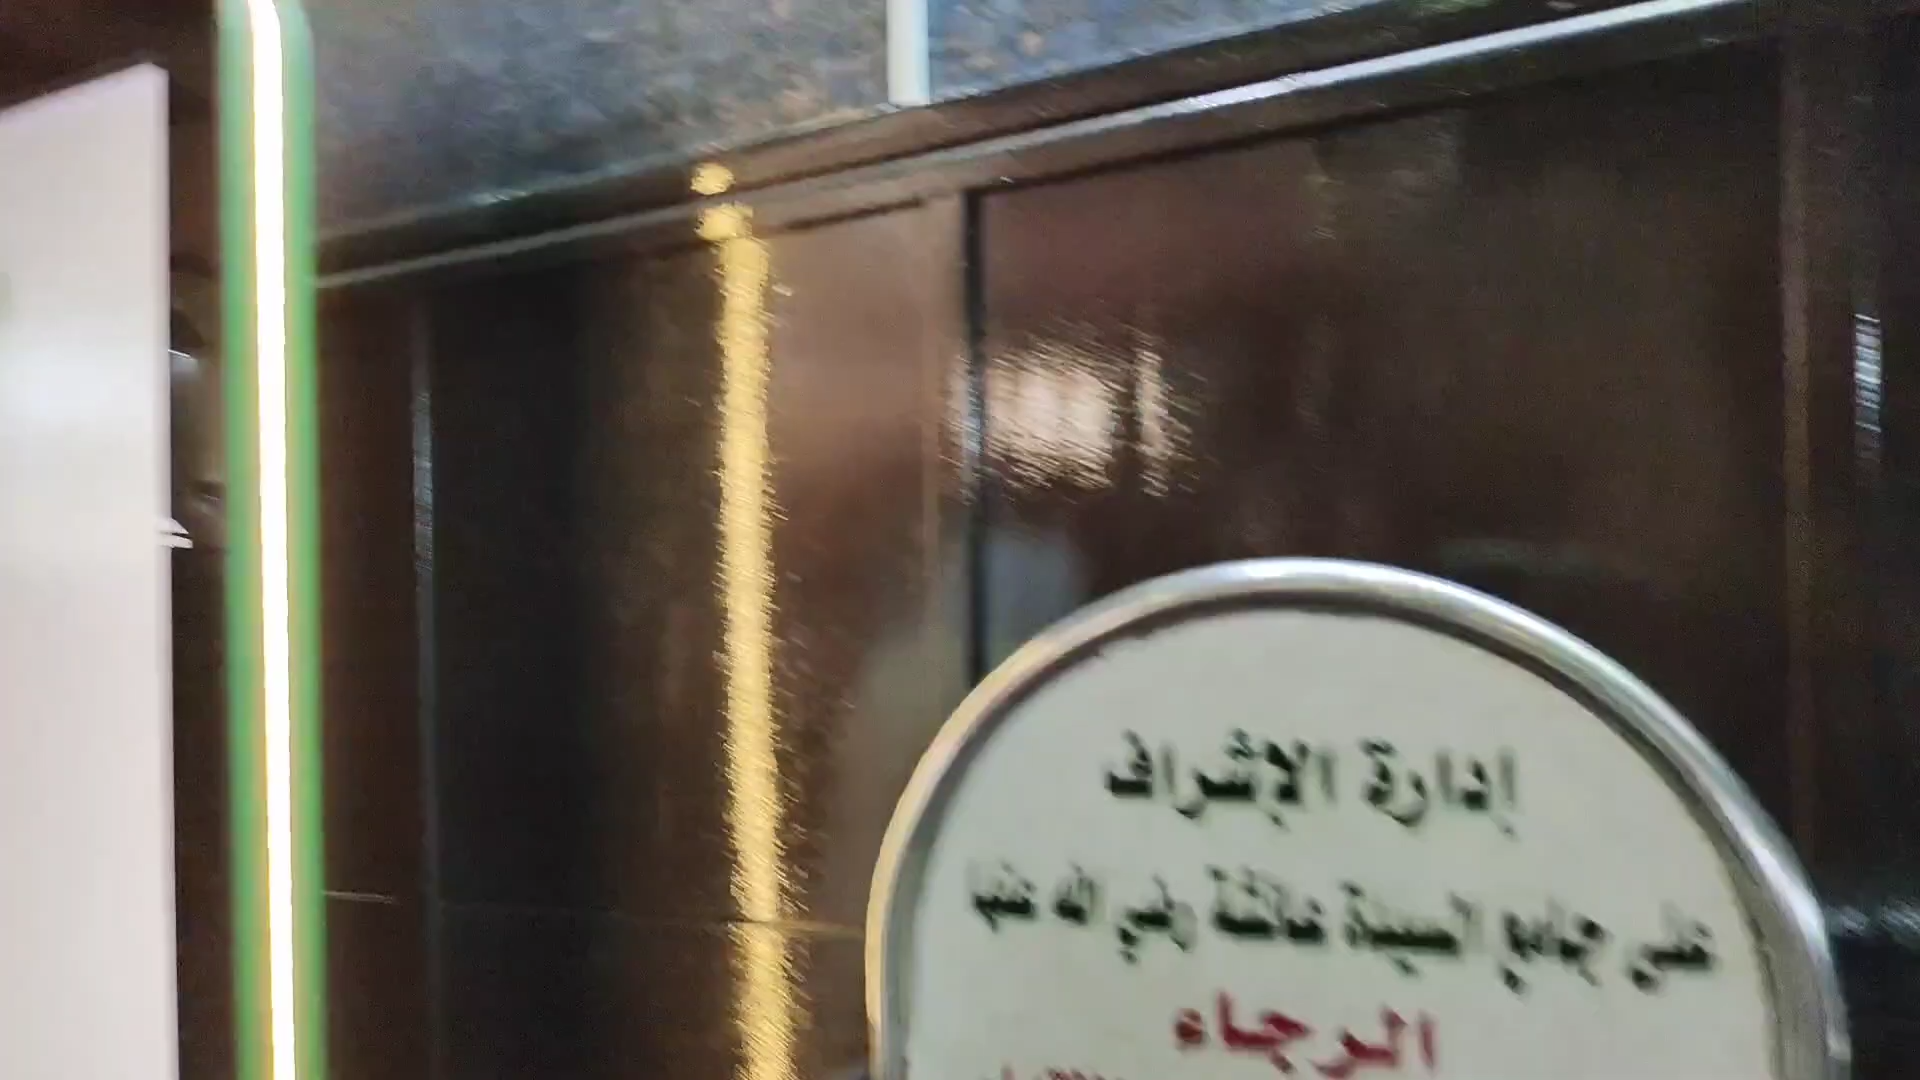 إدارة الإشراف
على جامع السيدة عائشة رضي الله عنها
الرجاء